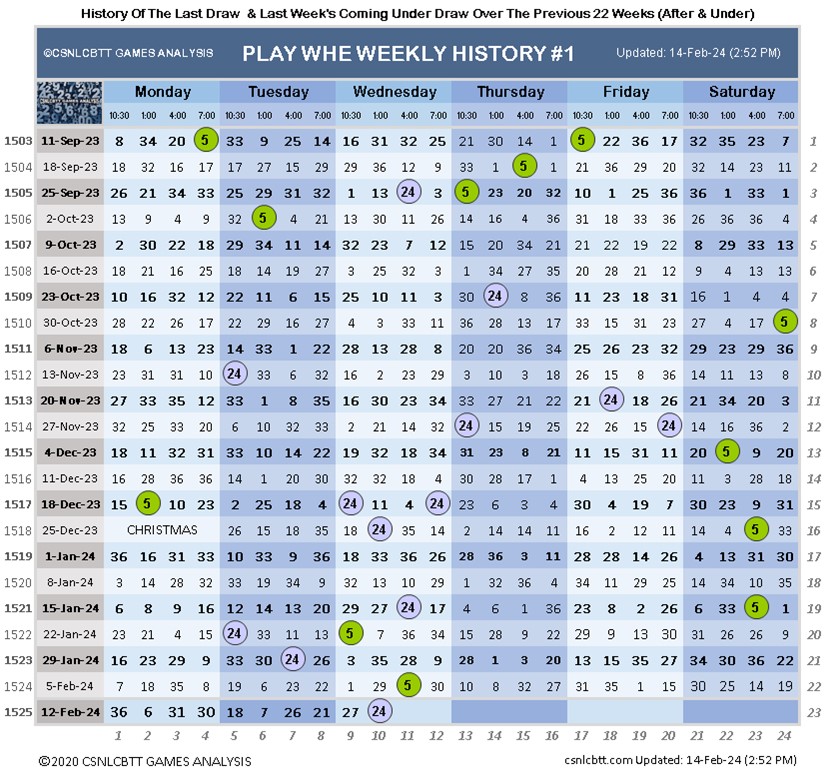 History Of The Last Draw & Last Week's Coming Under Draw Over The Previous 22 Weeks (After & Under)
©CSNLCBTT GAMES ANALYSIS PLAY WHE WEEKLY HISTORY #1 Updated: 14-Feb-24 (2:52 PM)
Monday Tuesday Wednesday Thursday Friday Saturday
10:30 1:00 4:00 7:00 10:30 1:00 4:00 7:00 10:30 1:00 4:00 7:00 10:30 1:00 4:00 7:00 10:30 1:00 4:00 7:00 10:30 1:00 4:00 7:00
1503 11-Sep-23 8 34 20 5 33 9 25 14 16 31 32 25 21 30 14 1 5 22 36 17 32 35 23 7 1
1504 18-Sep-23 18 32 16 17 17 27 15 29 29 36 12 9 33 1 5 1 21 36 29 20 32 14 23 11 2
1505 25-Sep-23 26 21 34 33 25 29 31 32 1 13 24 3 5 23 20 32 10 1 25 36 36 1 33 1 3
1506 2-Oct-23 13 9 4 9 32 5 4 21 13 30 11 26 14 16 4 36 31 18 33 36 26 36 36 4 4
1507 9-Oct-23 2 30 22 18 29 34 11 14 32 23 7 12 15 20 34 21 21 22 19 22 8 29 33 13 5
1508 16-Oct-23 18 21 16 25 18 14 19 27 3 25 32 3 1 34 27 35 20 28 21 12 9 4 13 13 6
1509 23-Oct-23 10 16 32 12 22 11 6 15 25 10 11 3 30 24 8 36 11 23 18 31 16 1 4 4 7
1510 30-Oct-23 28 22 26 17 22 29 16 27 4 3 33 11 36 28 13 17 33 15 31 23 27 4 17 5 8
1511 6-Nov-23 18 6 13 23 14 33 1 22 28 13 28 8 20 20 36 34 25 26 23 32 29 23 29 36 9
1512 13-Nov-23 23 31 31 10 24 33 6 32 16 2 23 29 3 10 3 18 26 15 8 36 14 11 13 8 10
1513 20-Nov-23 27 33 35 12 33 1 8 35 16 30 23 34 33 27 21 22 21 24 18 26 21 34 20 3 11
1514 27-Nov-23 32 25 33 20 6 10 32 33 2 21 14 32 24 15 19 25 22 26 15 24 14 16 36 2 12
1515 4-Dec-23 18 11 32 31 33 10 14 22 19 32 18 34 31 23 8 21 11 15 31 11 20 5 9 20 13
1516 11-Dec-23 16 28 36 36 14 1 20 30 32 32 18 4 30 28 17 1 4 13 25 20 11 3 28 18 14
1517 18-Dec-23 15 5 10 23 2 25 18 4 24 11 4 24 23 6 3 4 30 4 19 7 30 23 9 31 15
1518 25-Dec-23 CHRISTMAS 26 15 18 35 18 24 35 14 2 14 14 11 16 2 12 11 14 4 5 33 16
1519 1-Jan-24 36 16 31 33 10 33 9 36 18 33 36 26 28 36 3 11 28 28 14 26 4 13 31 30 17
1520 8-Jan-24 3 14 28 32 33 19 34 9 32 13 10 29 1 32 36 4 34 11 29 25 14 34 10 35 18
1521 15-Jan-24 6 8 9 16 12 14 13 20 29 27 24 17 4 6 1 36 23 8 2 26 6 33 5 1 19
1522 22-Jan-24 23 21 4 15 24 33 11 13 5 7 36 34 15 28 9 22 29 9 13 30 31 26 26 9 20
1523 29-Jan-24 16 23 29 9 33 30 24 26 3 35 28 9 28 1 3 20 13 15 35 27 34 30 36 22 21
1524 5-Feb-24 7 18 35 8 19 6 23 22 1 29 5 30 10 8 32 27 31 35 1 15 30 25 14 19 22
1525 12-Feb-24 36 6 31 30 18 7 26 21 27 24 23
1 2 3 4 5 6 7 8 9 10 11 12 13 14 15 16 17 18 19 20 21 22 23 24
©2020 CSNLCBTT GAMES ANALYSIS csnlcbtt.com Updated: 14-Feb-24 (2:52 PM)